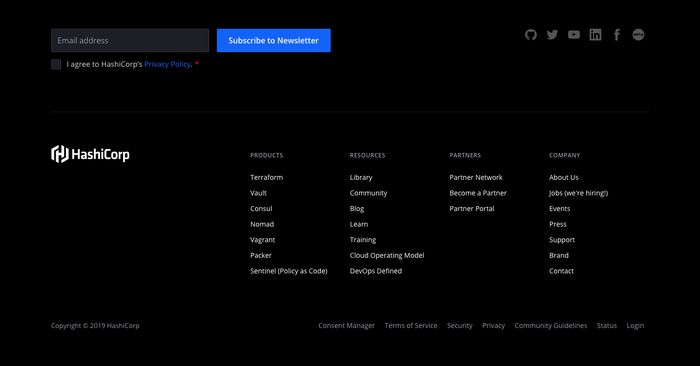 Email address
Subscribe to Newsletter
I agree to HashiCorp's Privacy Policy. *
HashiCorp
PRODUCTS
Terraform
Vault
Consul
Nomad
Vagrant
Packer
Sentinel (Policy as Code)
RESOURCES
Library
Community
Blog
Learn
Training
Cloud Operating Model
DevOps Defined
PARTNERS
Partner Network
Become a Partner
Partner Portal
COMPANY
About Us
Jobs (we're hiring!)
Events
Press
Support
Brand
Contact
Copyright © 2019 HashiCorp
Consent Manager Terms of Service Security Privacy Community Guidelines Status Login